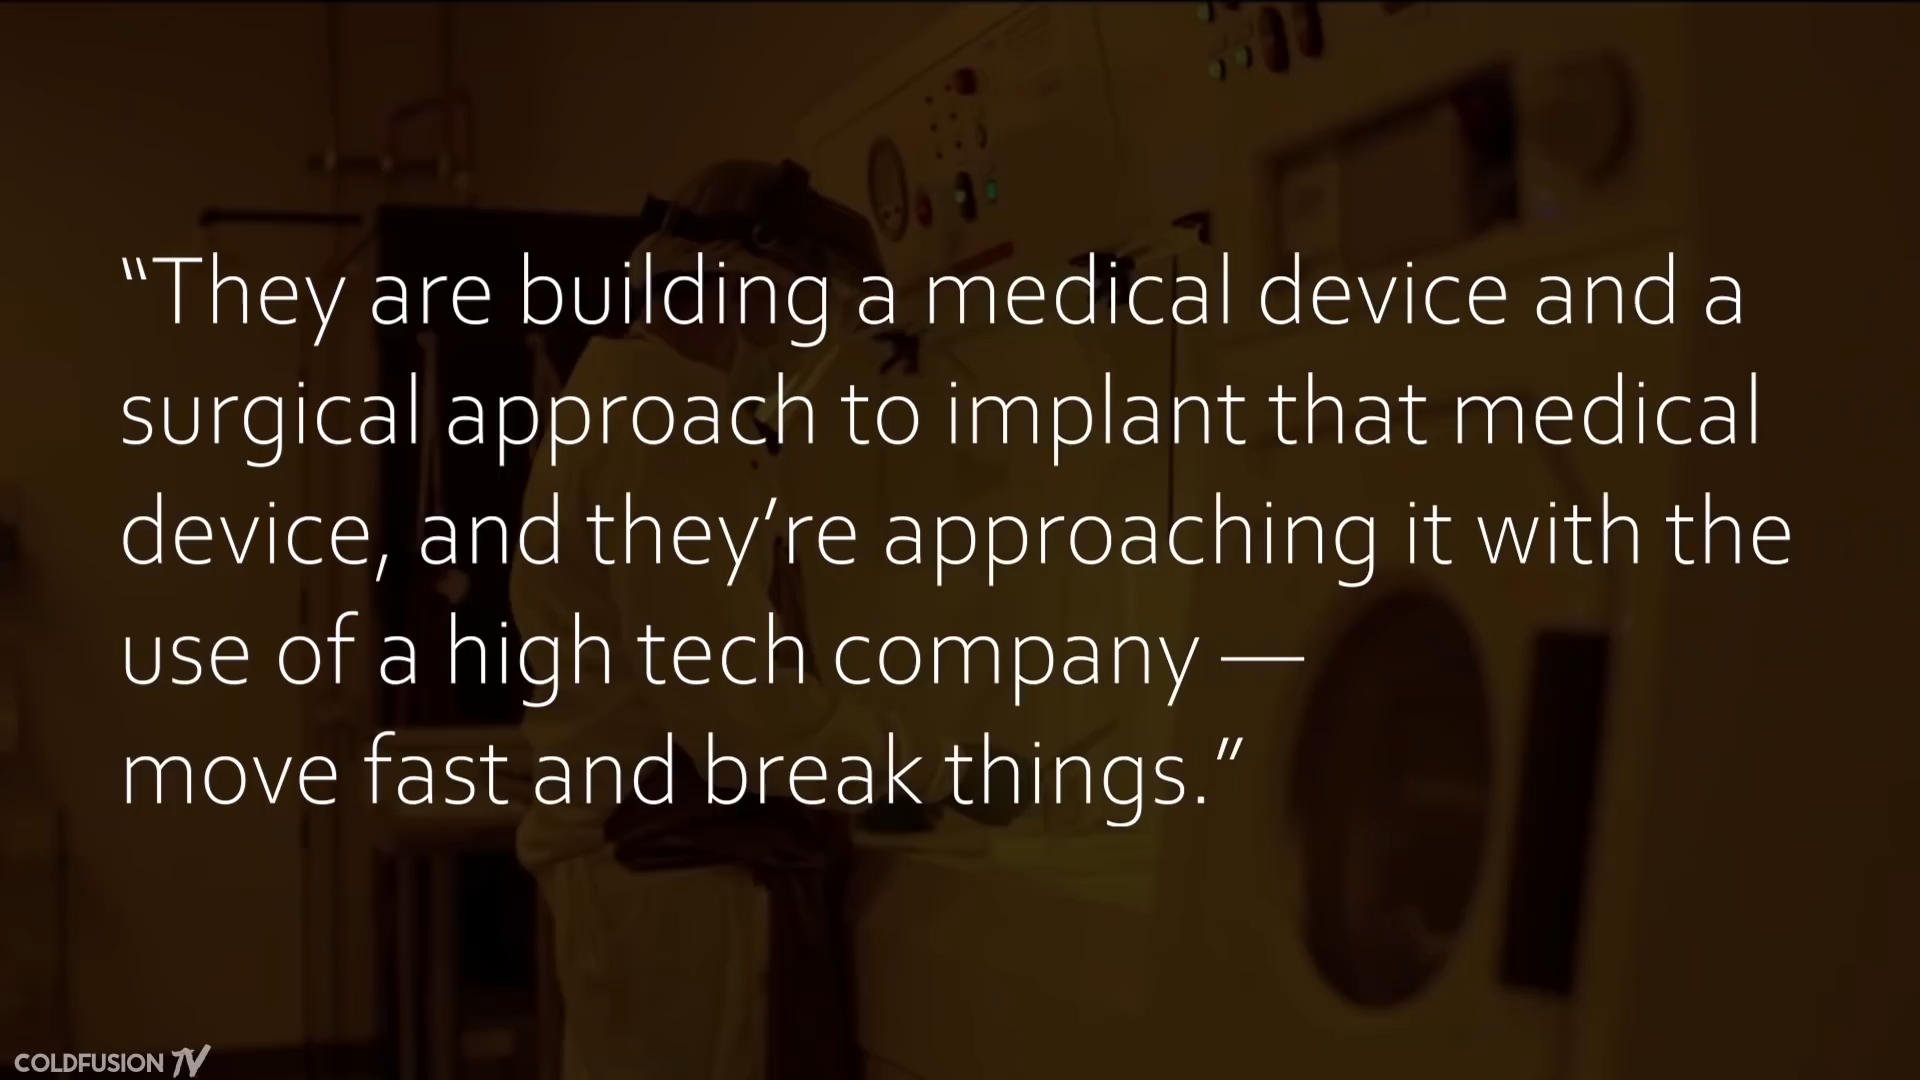 “They are building a medical device and a
surgical approach to implant that medical
device, and they’re approaching it with the
use of a high tech company —
move fast and break things.”
COLDFUSION TV